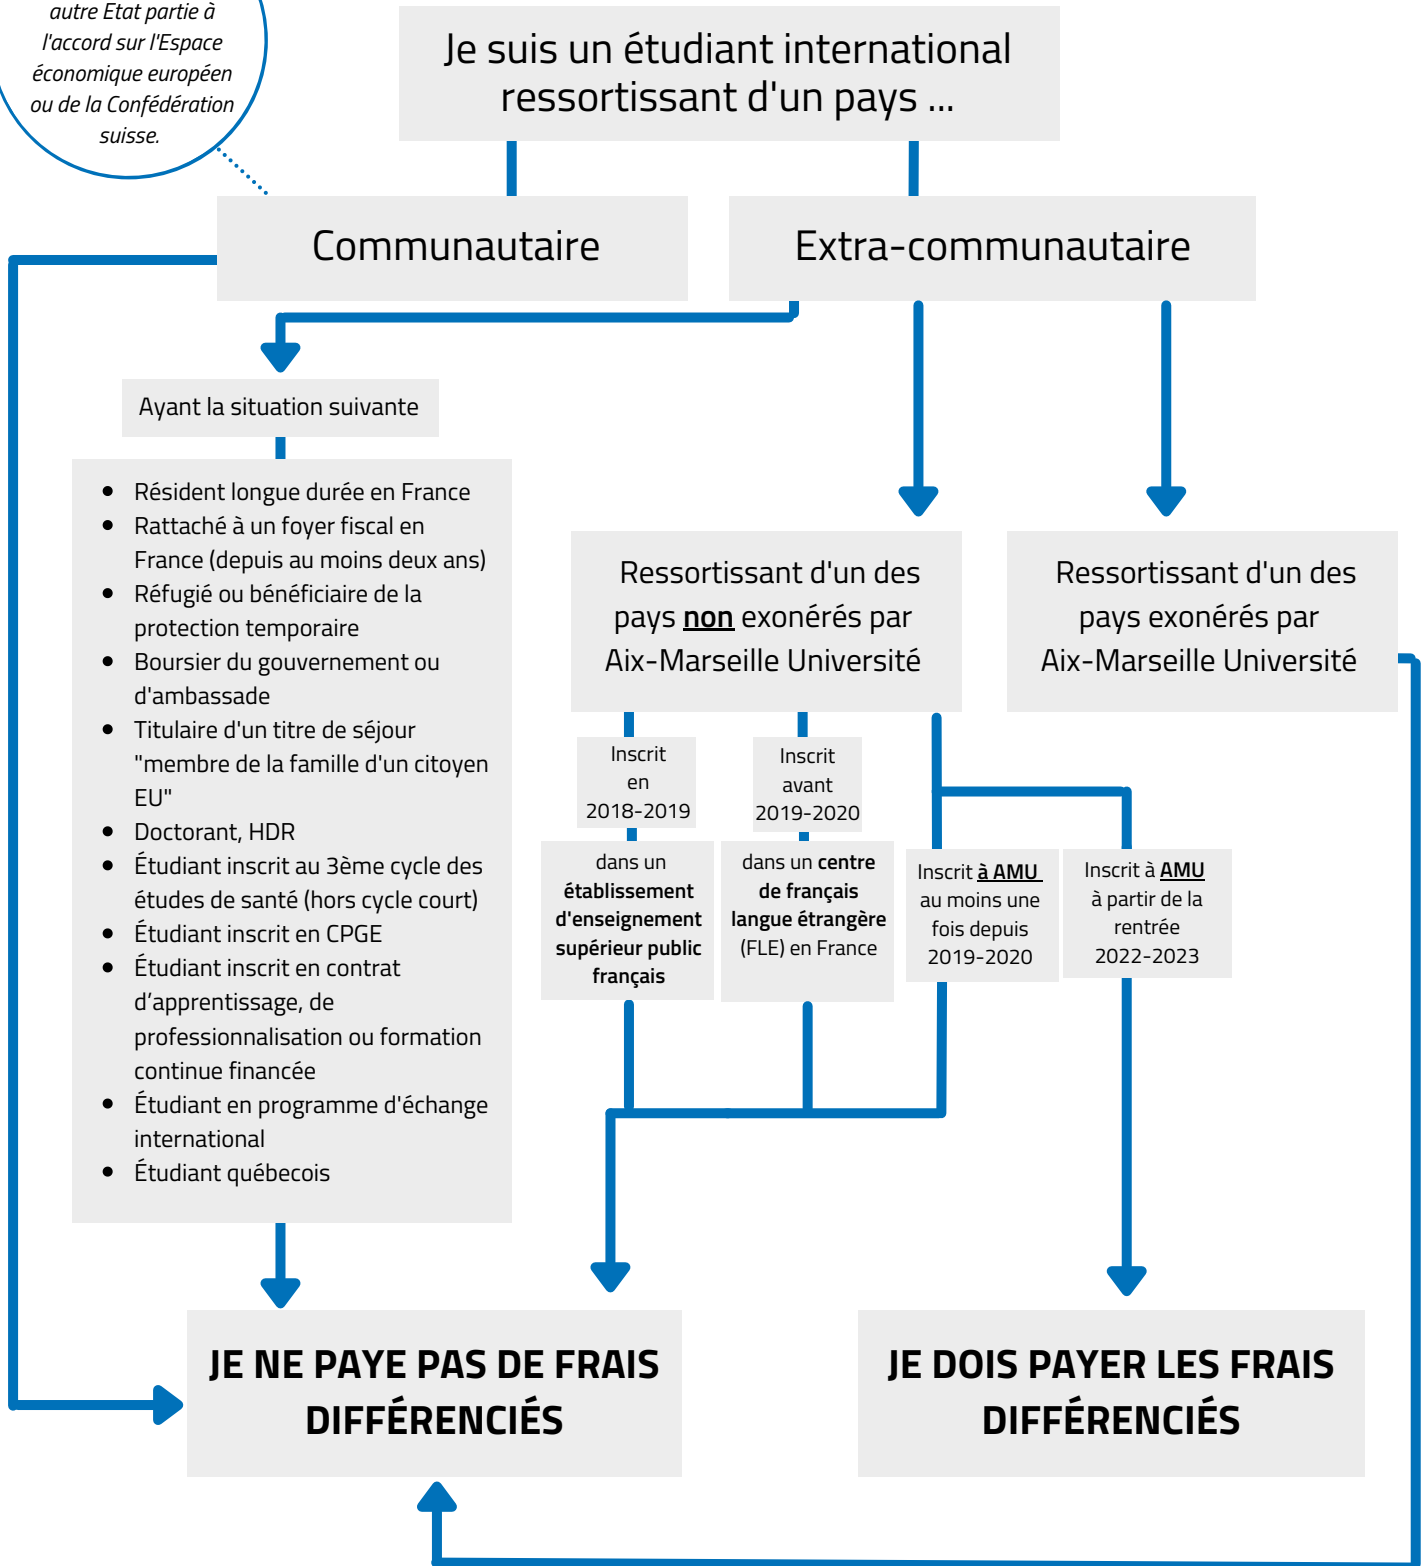 autre Etat partie à
l'accord sur l'Espace
économique européen
ou de la Confédération
suisse.
Je suis un étudiant international
ressortissant d'un pays ...
Communautaire
Extra-communautaire
Ayant la situation suivante
• Résident longue durée en France
• Rattaché à un foyer fiscal en
France (depuis au moins deux ans)
• Réfugié ou bénéficiaire de la
protection temporaire
• Boursier du gouvernement ou
d'ambassade
• Titulaire d'un titre de séjour
"membre de la famille d'un citoyen
EU"
• Doctorant, HDR
• Étudiant inscrit au 3ème cycle des
études de santé (hors cycle court)
• Étudiant inscrit en CPGE
• Étudiant inscrit en contrat
d’apprentissage, de
professionnalisation ou formation
continue financée
• Étudiant en programme d'échange
international
• Étudiant québecois
Ressortissant d'un des
pays non exonérés par
Aix-Marseille Université
Ressortissant d'un des
pays exonérés par
Aix-Marseille Université
Inscrit
en
2018-2019
dans un
établissement
d'enseignement
supérieur public
français
Inscrit
avant
2019-2020
dans un centre
de français
langue étrangère
(FLE) en France
Inscrit à AMU
au moins une
fois depuis
2019-2020
Inscrit à AMU
à partir de la
rentrée
2022-2023
JE NE PAYE PAS DE FRAIS
DIFFÉRENCIÉS
JE DOIS PAYER LES FRAIS
DIFFÉRENCIÉS